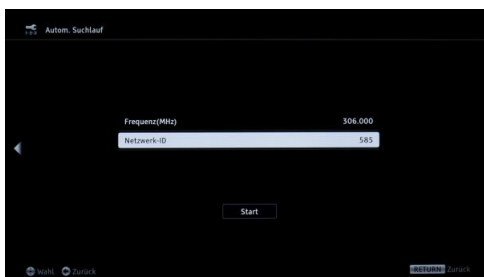 Autom. Suchlauf
Frequenz(MHz) 306.000
Netzwerk-ID 585
Start
Wahl Zurück RETURN Zurück